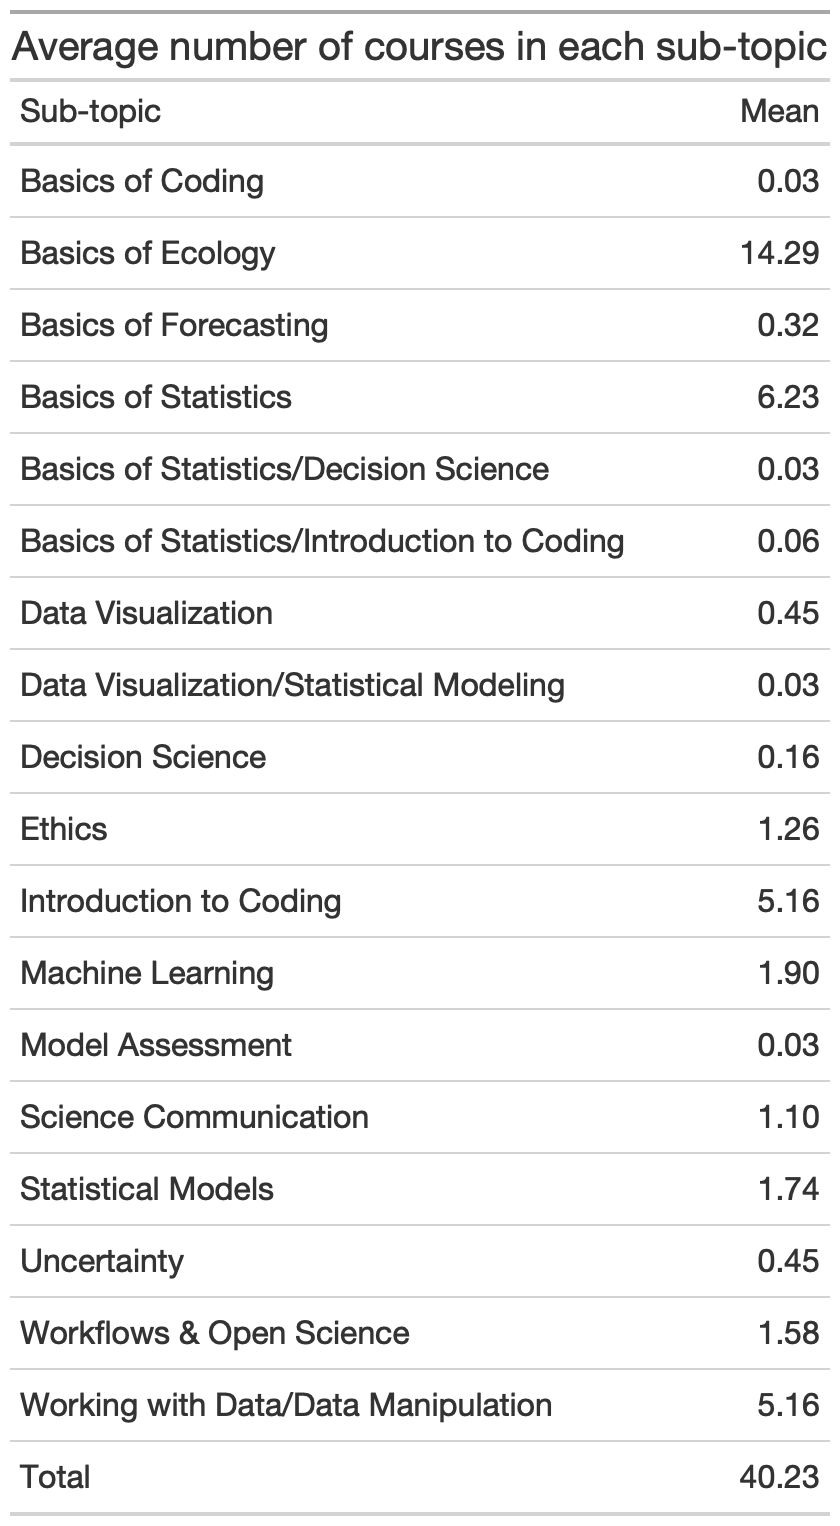 Average number of courses in each sub-topic
Sub-topic Mean
Basics of Coding 0.03
Basics of Ecology 14.29
Basics of Forecasting 0.32
Basics of Statistics 6.23
Basics of Statistics/Decision Science 0.03
Basics of Statistics/Introduction to Coding 0.06
Data Visualization 0.45
Data Visualization/Statistical Modeling 0.03
Decision Science 0.16
Ethics 1.26
Introduction to Coding 5.16
Machine Learning 1.90
Model Assessment 0.03
Science Communication 1.10
Statistical Models 1.74
Uncertainty 0.45
Workflows & Open Science 1.58
Working with Data/Data Manipulation 5.16
Total 40.23